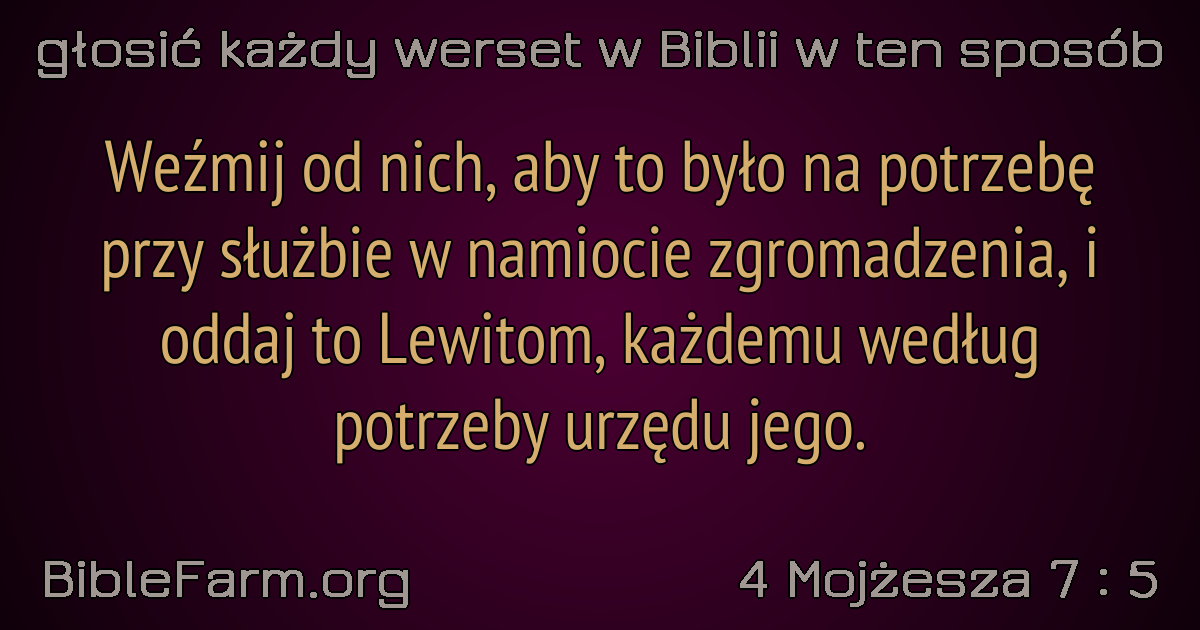 głosić każdy werset w Biblii w ten sposób
Weźmij od nich, aby to było na potrzebę
przy służbie w namiocie zgromadzenia, i
oddaj to Lewitom, każdemu według
potrzeby urzędu jego.
BibleFarm.org
4 Mojżesza 7 : 5